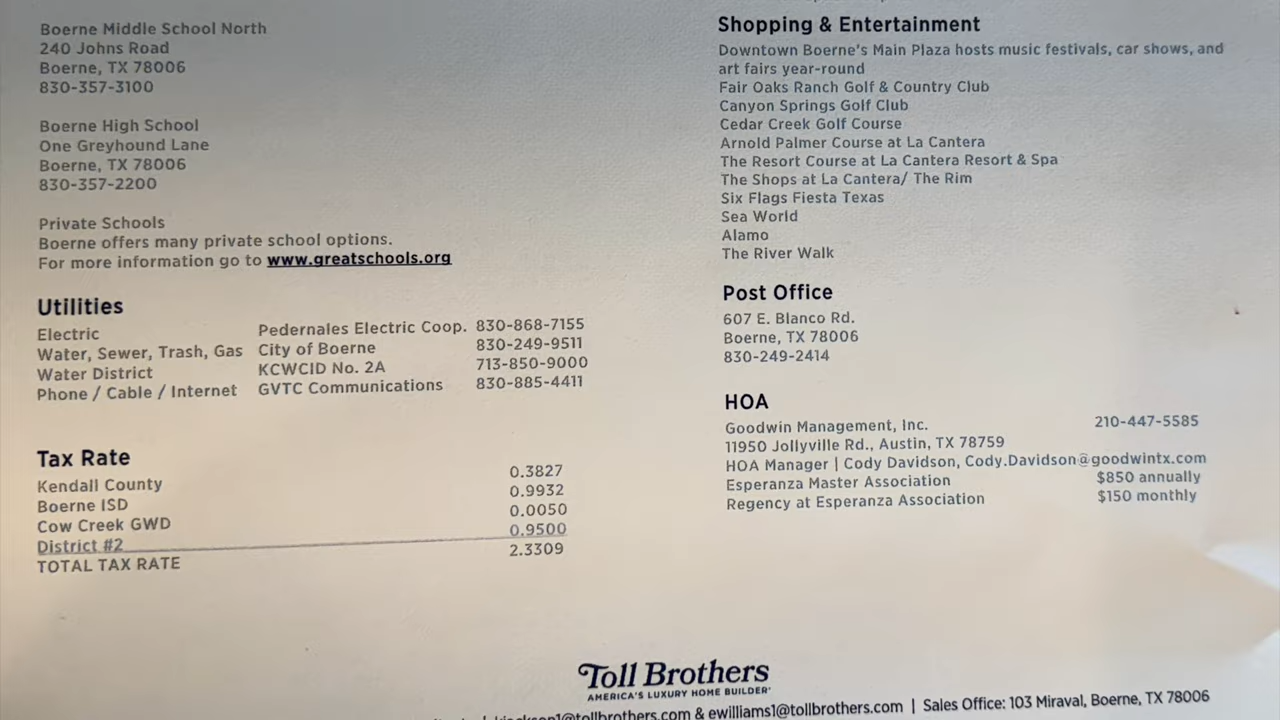 Boerne Middle School North
240 Johns Road
Boerne, TX 78006
830-357-3100
Boerne High School
One Greyhound Lane
Boerne, TX 78006
830-357-2200
Private Schools
Boerne offers many private school options.
For more information go to www.greatschools.org
Utilities
Electric Pedernales Electric Coop. 830-868-7155
Water, Sewer, Trash, Gas City of Boerne 830-249-9511
Water District KCWCID No. 2A 713-850-9000
Phone / Cable / Internet GVTC Communications 830-885-4411
Tax Rate
Kendall County 0.3827
Boerne ISD 0.9932
Cow Creek GWD 0.0050
District #2 0.9500
TOTAL TAX RATE 2.3309
Shopping & Entertainment
Downtown Boerne's Main Plaza hosts music festivals, car shows, and
art fairs year-round
Fair Oaks Ranch Golf & Country Club
Canyon Springs Golf Club
Cedar Creek Golf Course
Arnold Palmer Course at La Cantera
The Resort Course at La Cantera Resort & Spa
The Shops at La Cantera/ The Rim
Six Flags Fiesta Texas
Sea World
Alamo
The River Walk
Post Office
607 E. Blanco Rd.
Boerne, TX 78006
830-249-2414
HOA
Goodwin Management, Inc. 210-447-5585
11950 Jollyville Rd., Austin, TX 78759
HOA Manager | Cody Davidson, Cody.Davidson@goodwintx.com
Esperanza Master Association $850 annually
Regency at Esperanza Association $150 monthly
Toll Brothers
AMERICA'S LUXURY HOME BUILDER
& ewilliams1@tollbrothers.com | Sales Office: 103 Miraval, Boerne, TX 78006